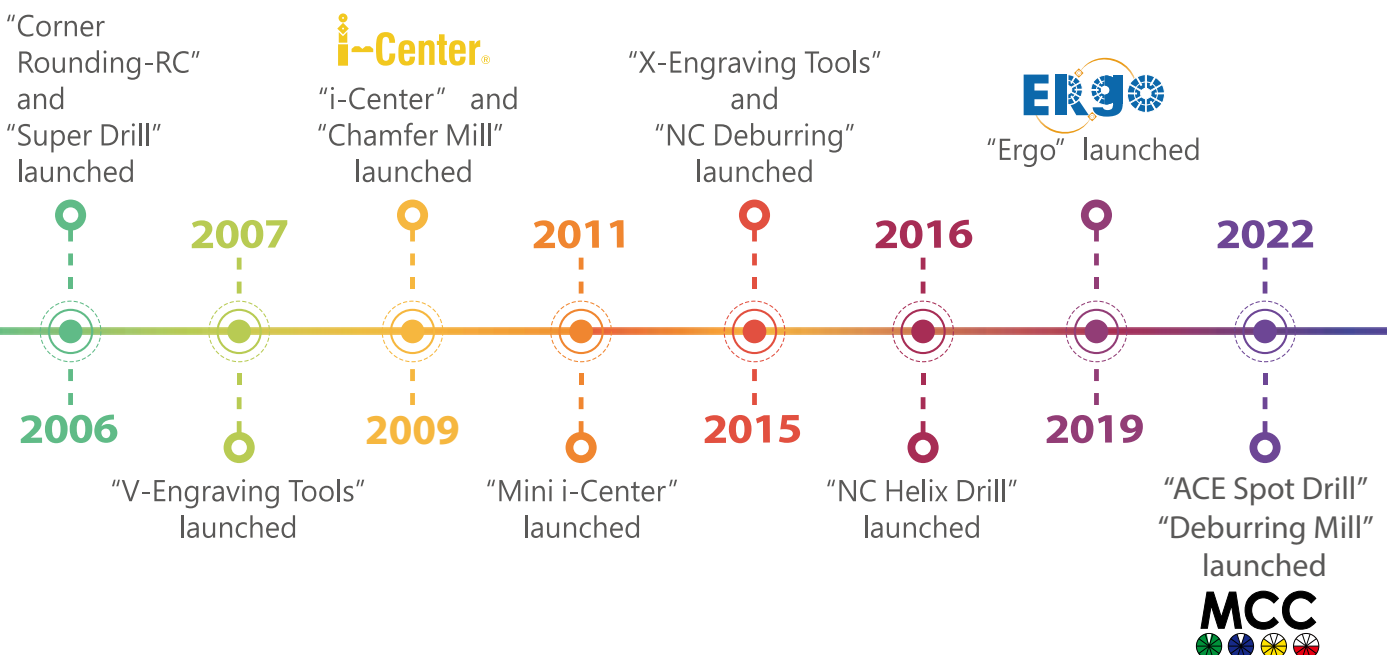 “Corner
Rounding-RC”
and
“Super Drill”
launched
2006
2007
“V-Engraving Tools”
launched
i-Center®
“i-Center” and
“Chamfer Mill”
launched
2009
2011
“Mini i-Center”
launched
“X-Engraving Tools”
and
“NC Deburring”
launched
2015
2016
“NC Helix Drill”
launched
Ergo
“Ergo” launched
2019
2022
“ACE Spot Drill”
“Deburring Mill”
launched
MCC